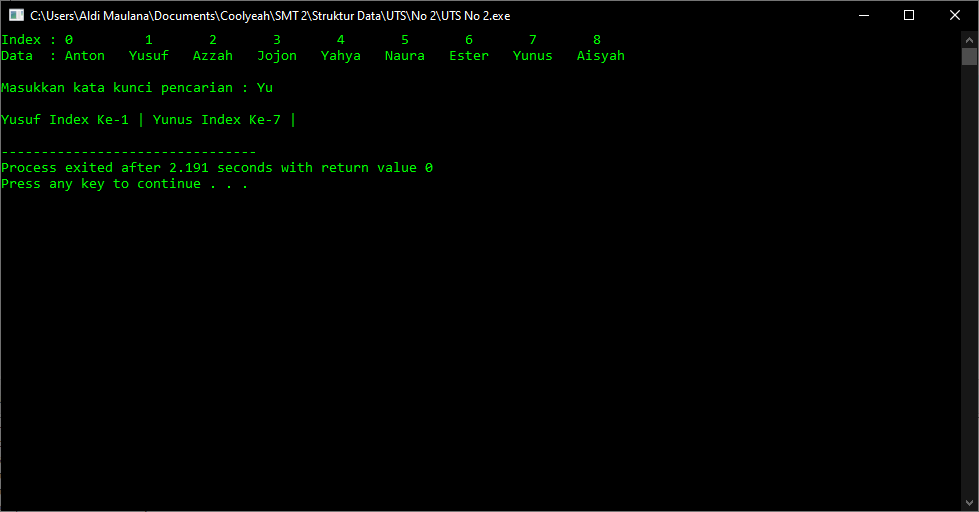 C:\Users\Aldi Maulana\Documents\Coolyeah\SMT 2\Struktur Data\UTS\No 2\UTS No 2.exe
Index : 0         1       2       3       4       5       6       7       8
Data  : Anton   Yusuf   Azzah   Jojon   Yahya   Naura   Ester   Yunus   Aisyah
Masukkan kata kunci pencarian : Yu
Yusuf Index Ke-1 | Yunus Index Ke-7 |
--------------------------------
Process exited after 2.191 seconds with return value 0
Press any key to continue . . .